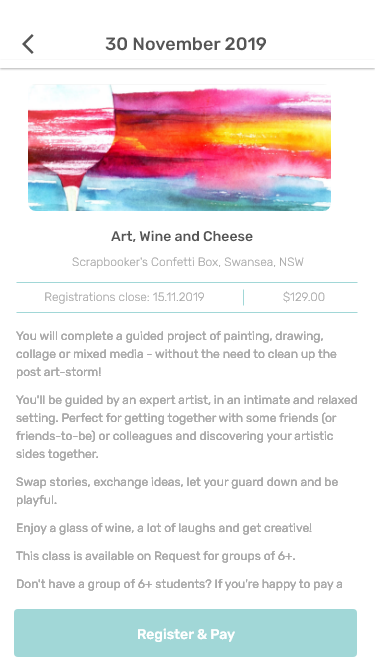 30 November 2019
Art, Wine and Cheese
Scrapbooker's Confetti Box, Swansea, NSW
Registrations close: 15.11.2019
$129.00
You will complete a guided project of painting, drawing,
collage or mixed media - without the need to clean up the
post art-storm!
You'll be guided by an expert artist, in an intimate and relaxed
setting. Perfect for getting together with some friends (or
friends-to-be) or colleagues and discovering your artistic
sides together.
Swap stories, exchange ideas, let your guard down and be
playful.
Enjoy a glass of wine, a lot of laughs and get creative!
This class is available on Request for groups of 6+.
Don't have a group of 6+ students? If you're happy to pay a
Register & Pay